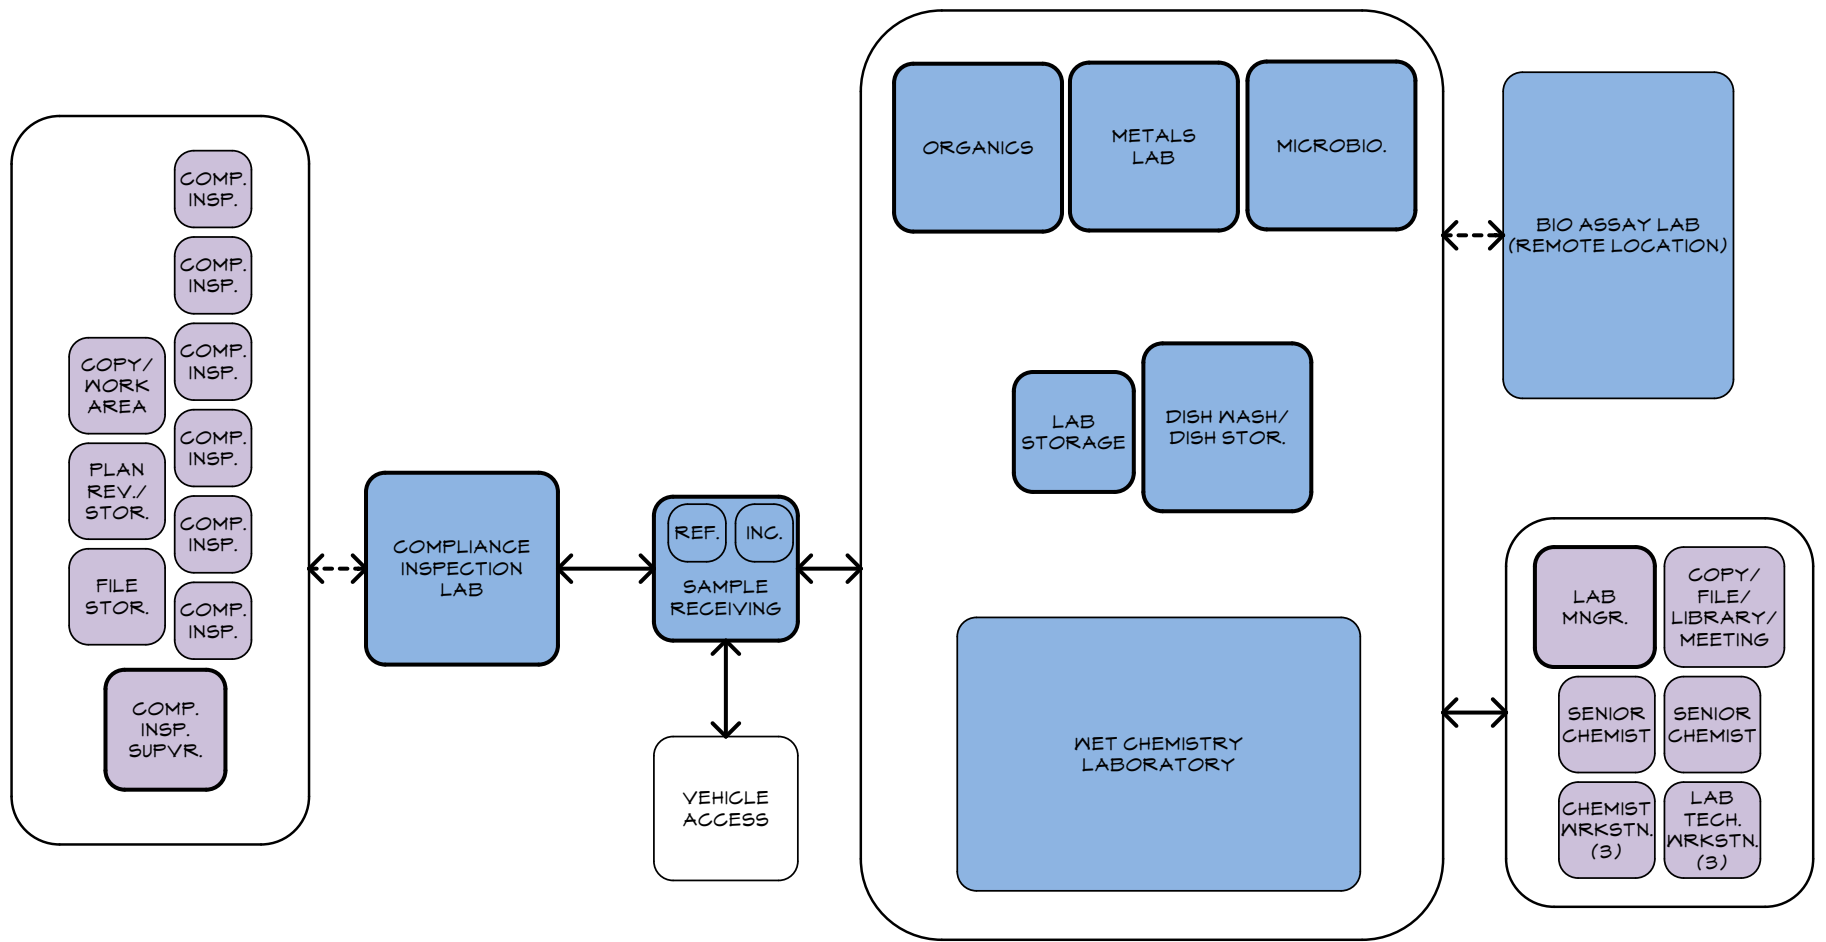 COMP.
INSP.
COMP.
INSP.
COMP.
INSP.
COMP.
INSP.
COMP.
INSP.
COMP.
INSP.
COPY/
WORK
AREA
PLAN
REV./
STOR.
FILE
STOR.
COMP.
INSP.
SUPVR.
COMPLIANCE
INSPECTION
LAB
REF.
INC.
SAMPLE
RECEIVING
VEHICLE
ACCESS
ORGANICS
METALS
LAB
MICROBIO.
LAB
STORAGE
DISH WASH/
DISH STOR.
WET CHEMISTRY
LABORATORY
BIO ASSAY LAB
(REMOTE LOCATION)
LAB
MNGR.
COPY/
FILE/
LIBRARY/
MEETING
SENIOR
CHEMIST
SENIOR
CHEMIST
CHEMIST
WRKSTN.
(3)
LAB
TECH.
WRKSTN.
(3)